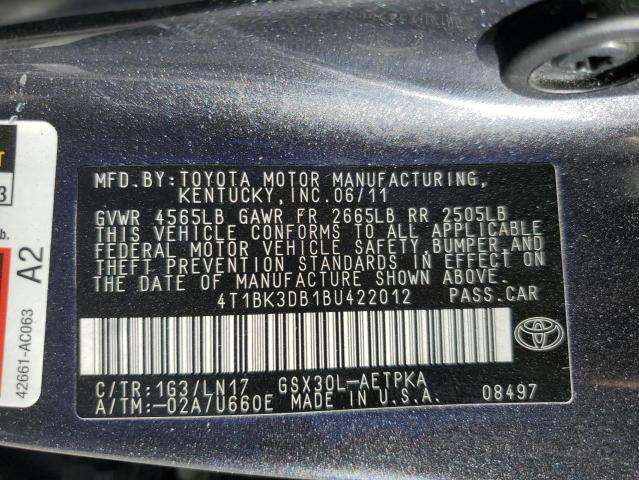 MFD.BY:TOYOTA MOTOR MANUFACTURING,
KENTUCKY, INC.06/11
GVWR 4565LB GAWR FR 2665LB RR 2505LB
THIS VEHICLE CONFORMS TO ALL APPLICABLE
FEDERAL MOTOR VEHICLE SAFETY, BUMPER AND
THEFT PREVENTION STANDARDS IN EFFECT ON
THE DATE OF MANUFACTURE SHOWN ABOVE.
4T1BK3DB1BU422012 PASS.CAR
C/TR:1G3/LN17 GSX30L-AETPKA
A/TM:-02A/U660E MADE IN U.S.A. 08497
3
b.
A2
42661-AC063